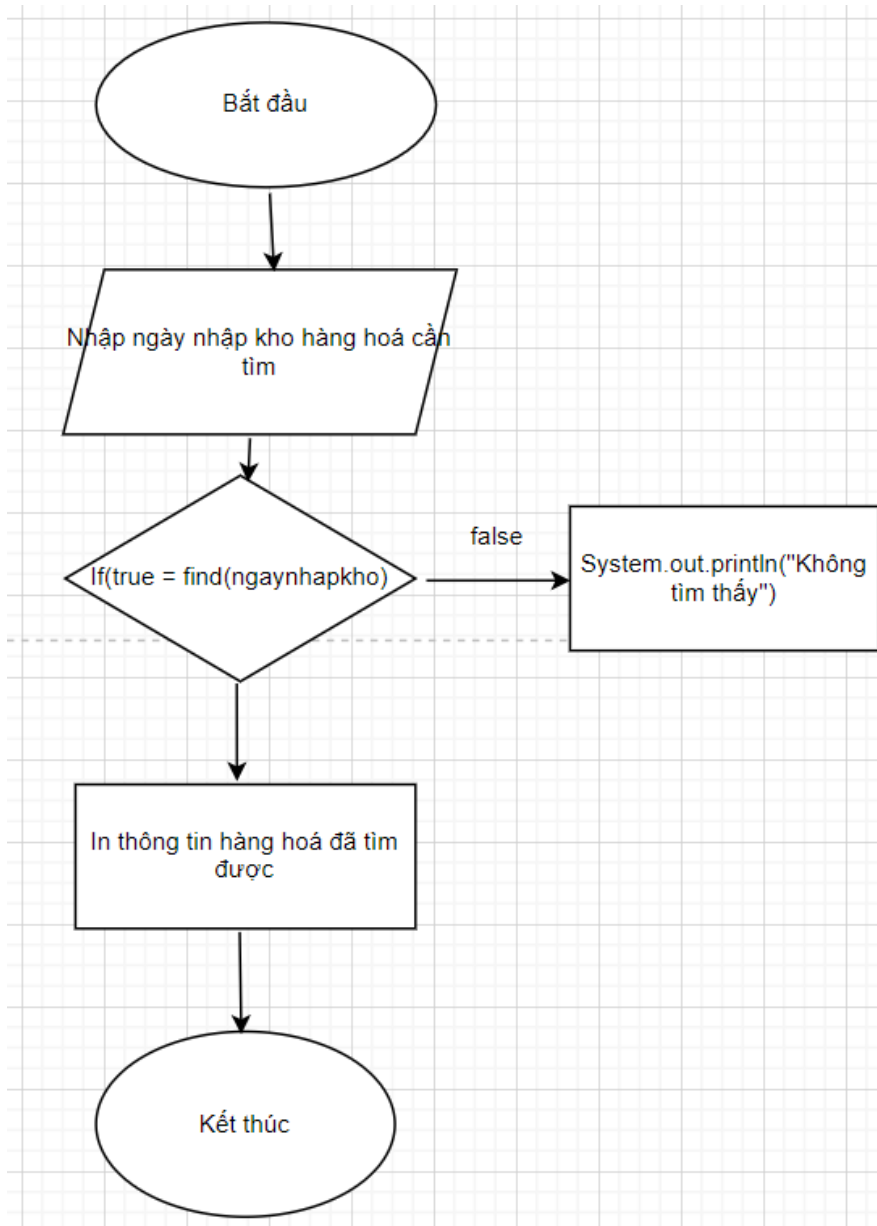 Bắt đầu
Nhập ngày nhập kho hàng hoá cần
tìm
If(true = find(ngaynhapkho)
false
System.out.println("Không
tìm thấy")
In thông tin hàng hoá đã tìm
được
Kết thúc